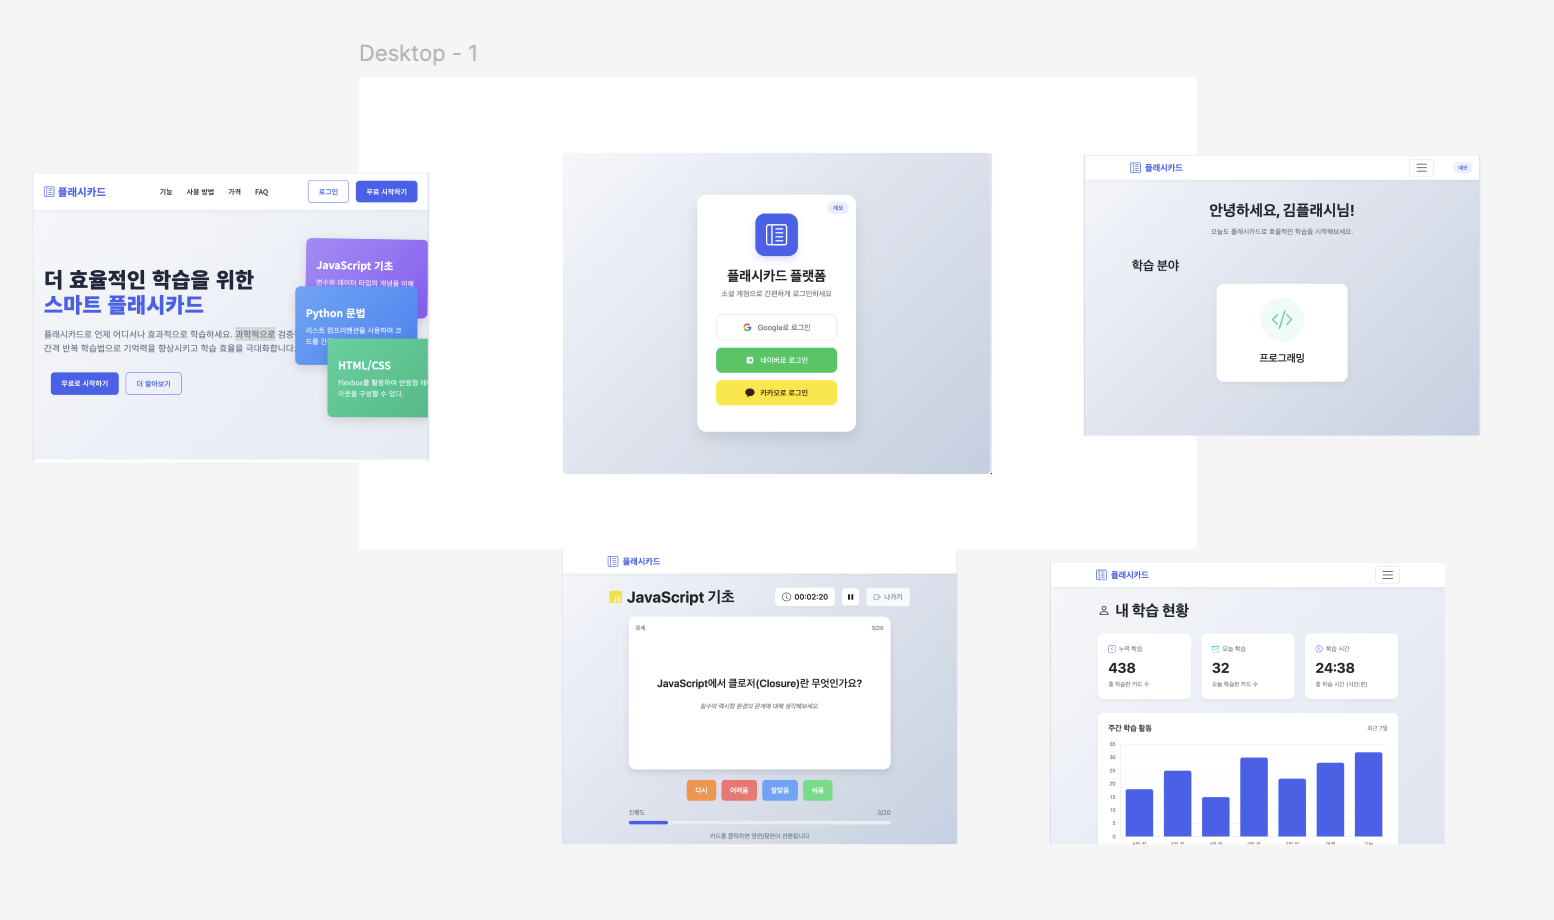 Desktop - 1
플래시카드
기능
사용 방법
가격
FAQ
로그인
무료 시작하기
더 효율적인 학습을 위한
스마트 플래시카드
플래시카드로 언제 어디서나 효과적으로 학습하세요. 과학적으로 검증
간격 반복 학습법으로 기억력을 향상시키고 학습 효율을 극대화합니다.
무료로 시작하기
더 알아보기
JavaScript 기초
변수와 데이터 타입의 개념을 이해
Python 문법
리스트 컴프리헨션을 사용하여 코
드를 간
HTML/CSS
Flexbox를 활용하여 반응형 레
아웃을 구성할 수 있다.
데모
플래시카드 플랫폼
소셜 계정으로 간편하게 로그인하세요
Google로 로그인
네이버로 로그인
카카오로 로그인
플래시카드
데모
안녕하세요, 김플래시님!
오늘도 플래시카드로 효율적인 학습을 시작해보세요.
학습 분야
프로그래밍
플래시카드
JS
JavaScript 기초
00:02:20
나가기
문제
3/20
JavaScript에서 클로저(Closure)란 무엇인가요?
함수와 렉시컬 환경의 관계에 대해 생각해보세요.
다시
어려움
알맞음
쉬움
진행도
3/20
카드를 클릭하면 앞면/뒷면이 전환됩니다
플래시카드
내 학습 현황
누적 학습
438
총 학습한 카드 수
오늘 학습
32
오늘 학습한 카드 수
학습 시간
24:38
총 학습 시간 (시간:분)
주간 학습 활동
최근 7일
35
30
25
20
15
10
5
0